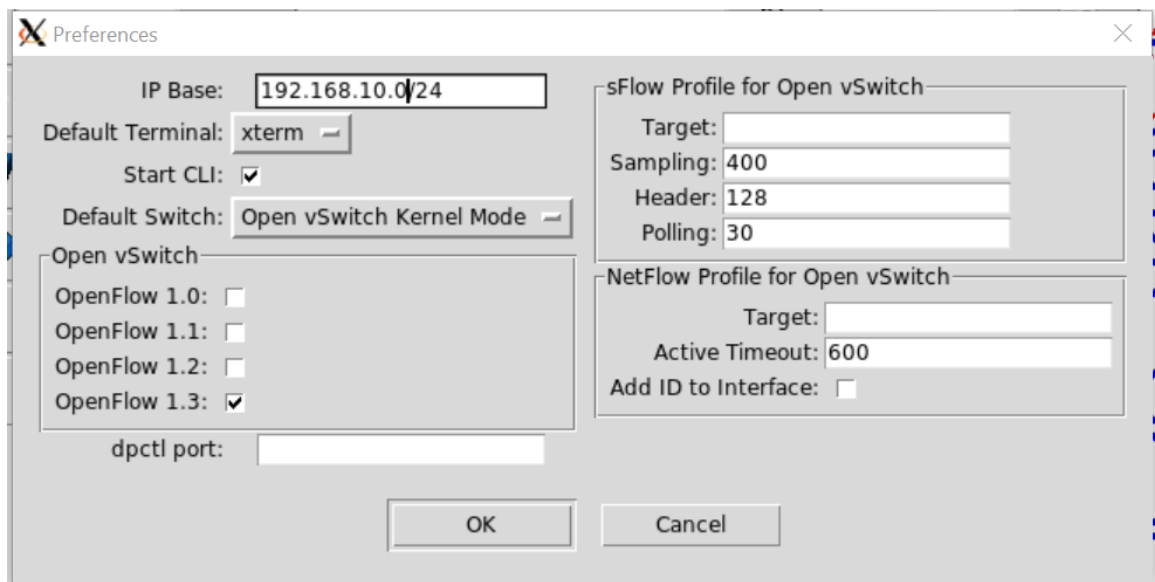 Preferences
IP Base: 192.168.10.0/24
Default Terminal: xterm
Start CLI:
Default Switch: Open vSwitch Kernel Mode
Open vSwitch
OpenFlow 1.0:
OpenFlow 1.1:
OpenFlow 1.2:
OpenFlow 1.3:
dpctl port:
sFlow Profile for Open vSwitch
Target:
Sampling: 400
Header: 128
Polling: 30
NetFlow Profile for Open vSwitch
Target:
Active Timeout: 600
Add ID to Interface:
OK
Cancel